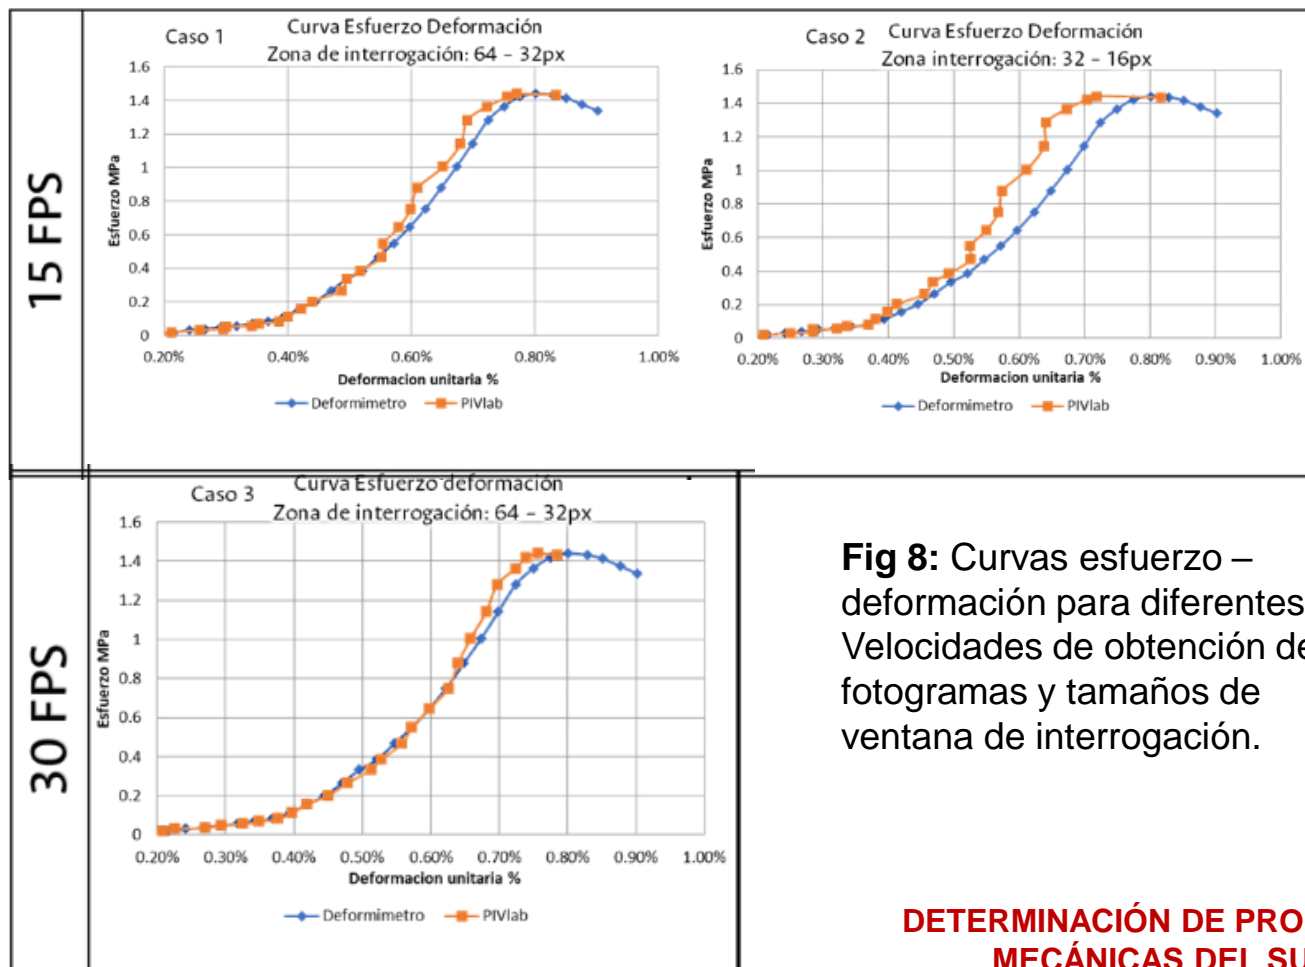 15 FPS
Caso 1
Curva Esfuerzo Deformación
Zona de interrogación: 64 – 32px
Esfuerzo MPa
1.6
1.4
1.2
1
0.8
0.6
0.4
0.2
0
0.20% 0.40% 0.60% 0.80% 1.00%
Deformacion unitaria %
Deformimetro PIVlab
Caso 2
Curva Esfuerzo Deformación
Zona interrogación: 32 – 16px
Esfuerzo MPa
1.6
1.4
1.2
1
0.8
0.6
0.4
0.2
0
0.20% 0.30% 0.40% 0.50% 0.60% 0.70% 0.80% 0.90% 1.00%
Deformacion unitaria %
Deformimetro PIVlab
30 FPS
Caso 3
Curva Esfuerzo deformación
Zona de interrogación: 64 – 32px
Esfuerzo MPa
1.6
1.4
1.2
1
0.8
0.6
0.4
0.2
0
0.20% 0.30% 0.40% 0.50% 0.60% 0.70% 0.80% 0.90% 1.00%
Deformacion unitaria %
Deformimetro PIVlab
Fig 8: Curvas esfuerzo –
deformación para diferentes
Velocidades de obtención de
fotogramas y tamaños de
ventana de interrogación.
DETERMINACIÓN DE PRO
MECÁNICAS DEL SU